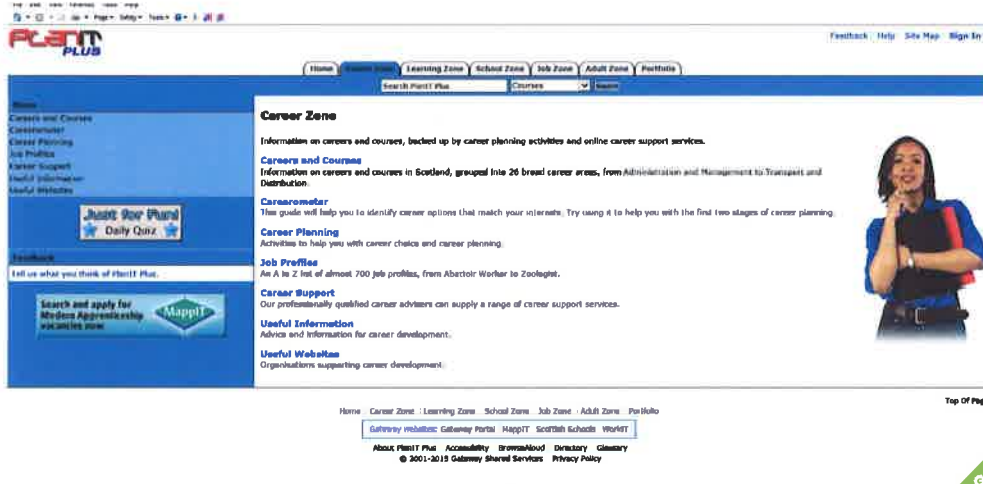 PLANIT
PLUS
Feedback Help Site Map Sign In
Home Career Zone Learning Zone School Zone Job Zone Adult Zone Portfolio
Search PlanIT Plus Courses
Home
Careers and Courses
Careerometer
Career Planning
Job Profiles
Career Support
Useful Information
Useful Websites
Just for Fun!
Daily Quiz
Feedback
Tell us what you think of PlanIT Plus.
Search and apply for
Modern Apprenticeship
vacancies now
MappIT
Career Zone
Information on careers and courses, backed up by career planning activities and online career support services.
Careers and Courses
Information on careers and courses in Scotland, grouped into 26 broad career areas, from Administration and Management to Transport and
Distribution.
Careerometer
This guide will help you to identify career options that match your interests. Try using it to help you with the first two stages of career planning.
Career Planning
Activities to help you with career choice and career planning.
Job Profiles
An A to Z list of almost 700 job profiles, from Abattoir Worker to Zoologist.
Career Support
Our professionally qualified career advisers can supply a range of career support services.
Useful Information
Advice and information for career development.
Useful Websites
Organisations supporting career development.
Top Of Pag
Home Career Zone Learning Zone School Zone Job Zone Adult Zone Portfolio
Gateway websites: Gateway Portal MappIT Scottish Schools WorldIT
About PlanIT Plus Accessibility BrowseAloud Directory Glossary
© 2001-2013 Gateway Shared Services Privacy Policy